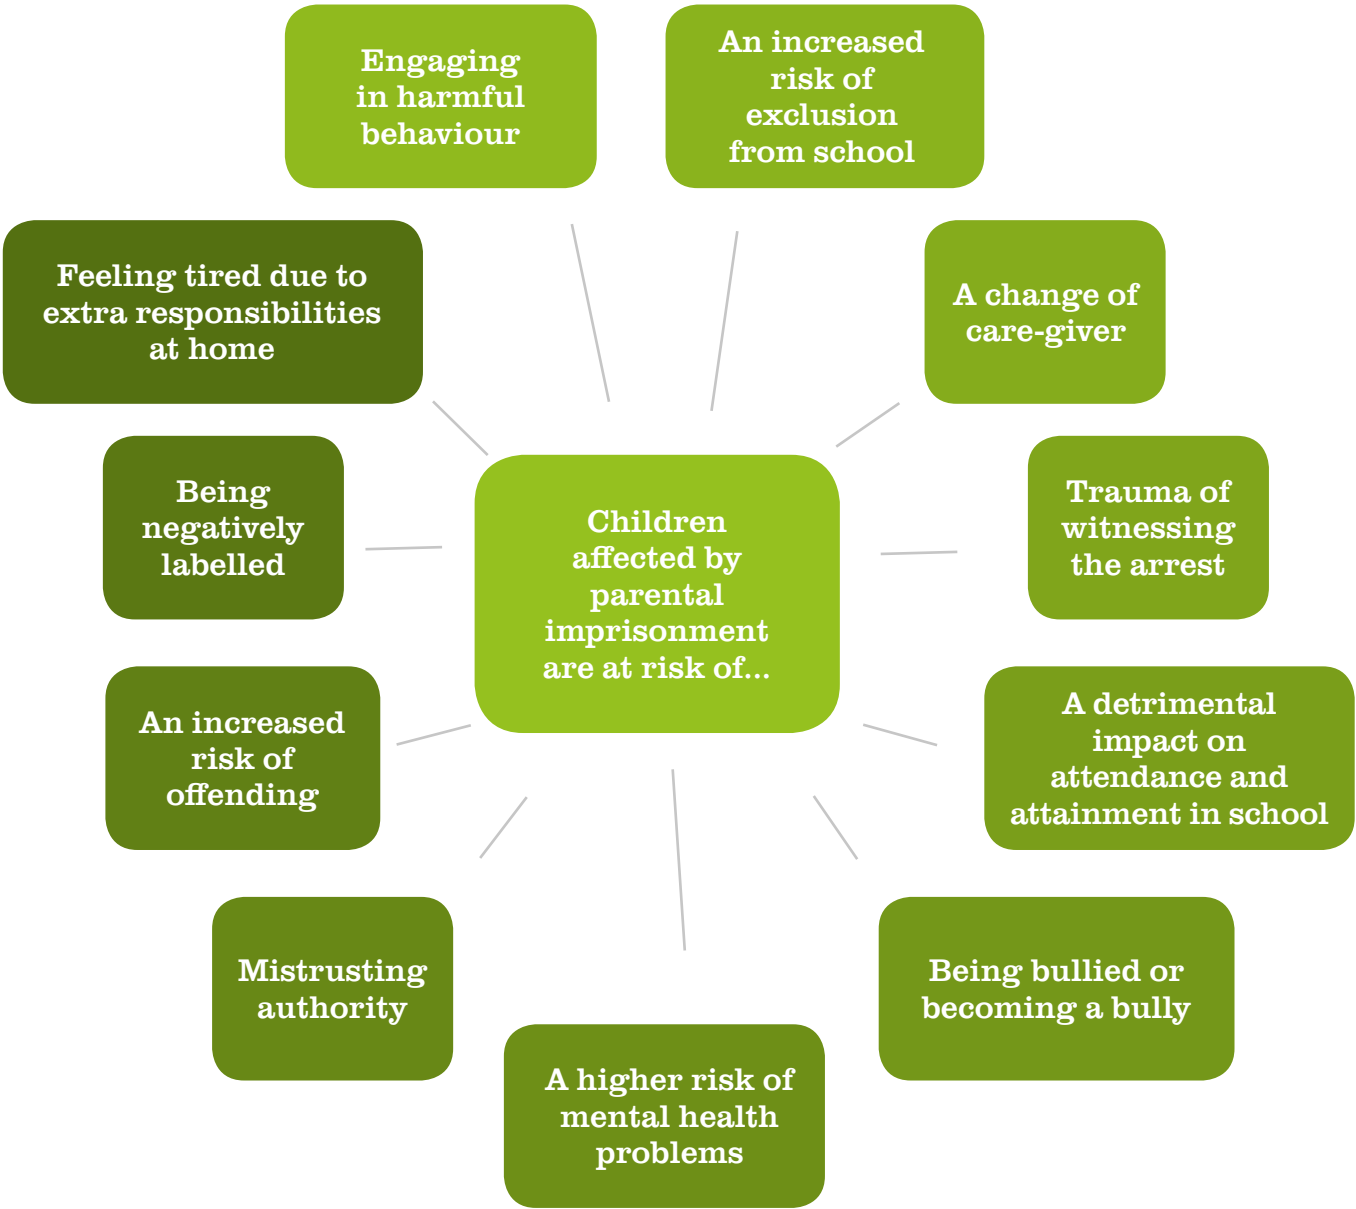 Engaging
in harmful
behaviour
An increased
risk of
exclusion
from school
Feeling tired due to
extra responsibilities
at home
A change of
care-giver
Being
negatively
labelled
Children
affected by
parental
imprisonment
are at risk of...
Trauma of
witnessing
the arrest
An increased
risk of
offending
A detrimental
impact on
attendance and
attainment in school
Mistrusting
authority
Being bullied or
becoming a bully
A higher risk of
mental health
problems